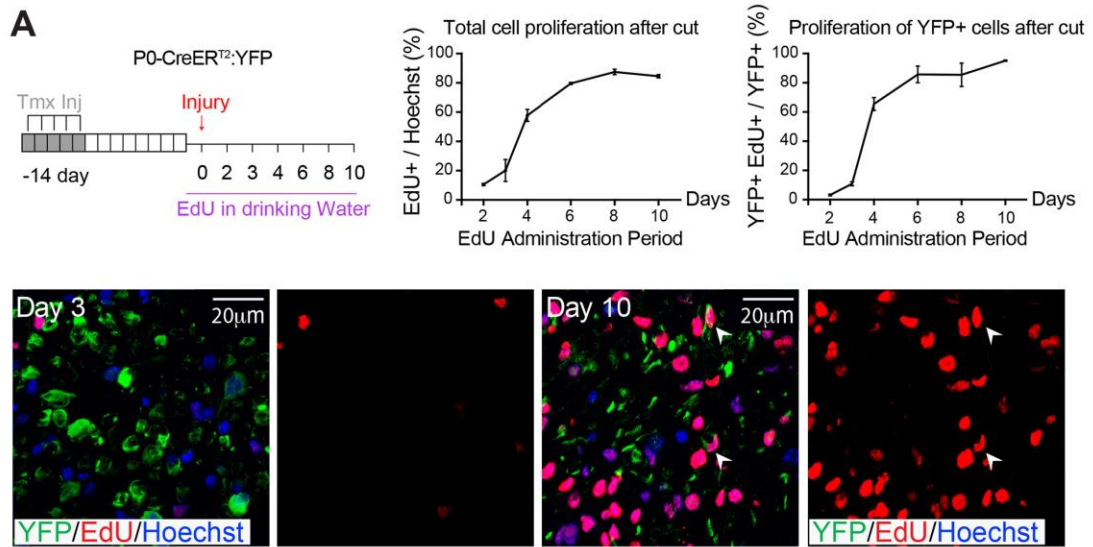 A
P0-CreERT2:YFP
Tmx Inj
Injury
-14 day
0 2 3 4 6 8 10
EdU in drinking Water
Total cell proliferation after cut
EdU+ / Hoechst (%)
100
80
60
40
20
0
2 4 6 8 10
Days
EdU Administration Period
Proliferation of YFP+ cells after cut
YFP+ EdU+ / YFP+ (%)
100
80
60
40
20
0
2 4 6 8 10
Days
EdU Administration Period
Day 3
20μm
YFP/EdU/Hoechst
Day 10
20μm
YFP/EdU/Hoechst